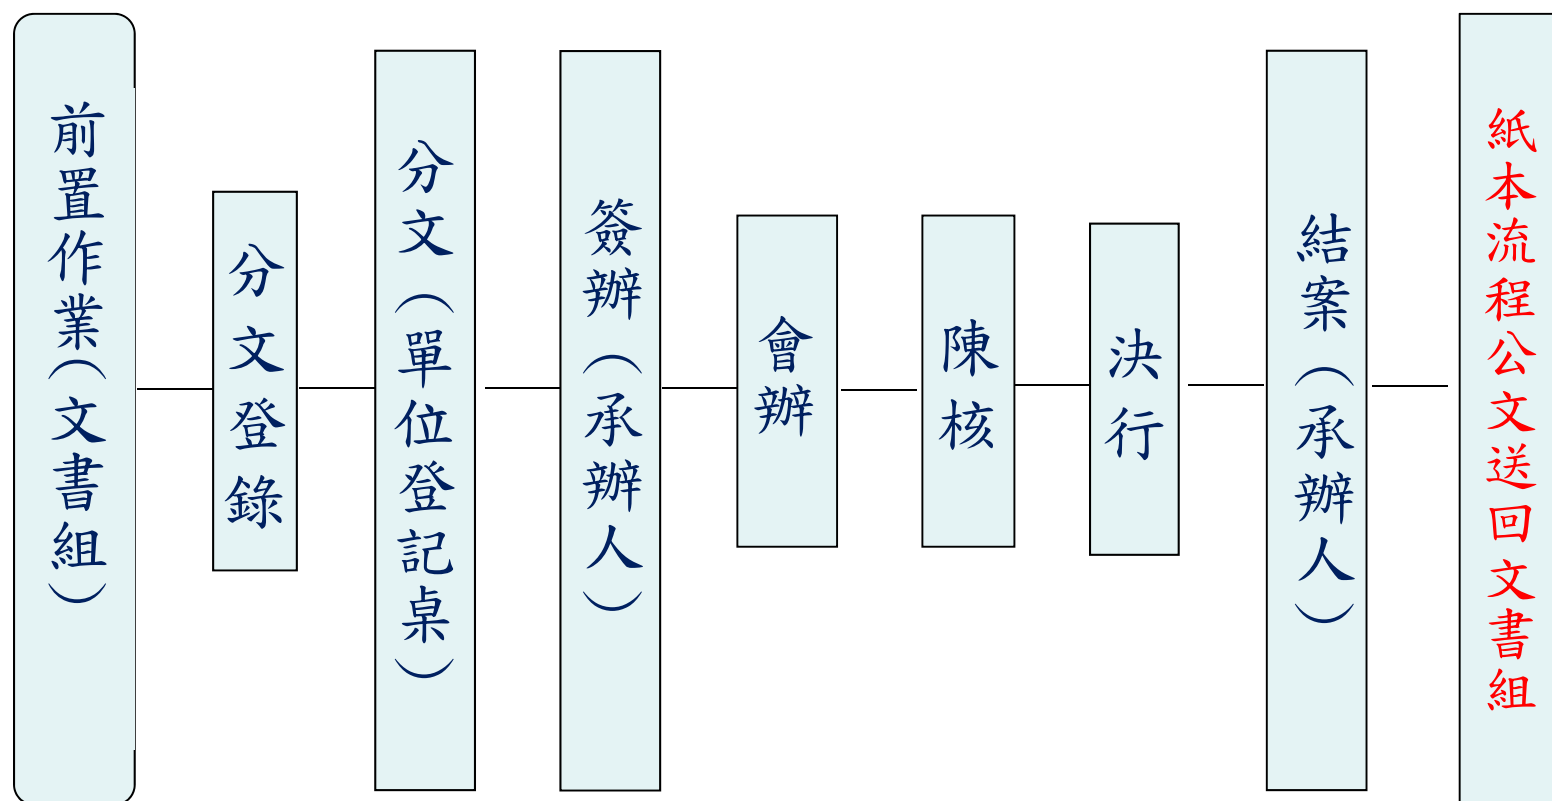 前置作業（文書組）
分文登錄
分文（單位登記桌）
簽辦（承辦人）
會辦
陳核
決行
結案（承辦人）
紙本流程公文送回文書組